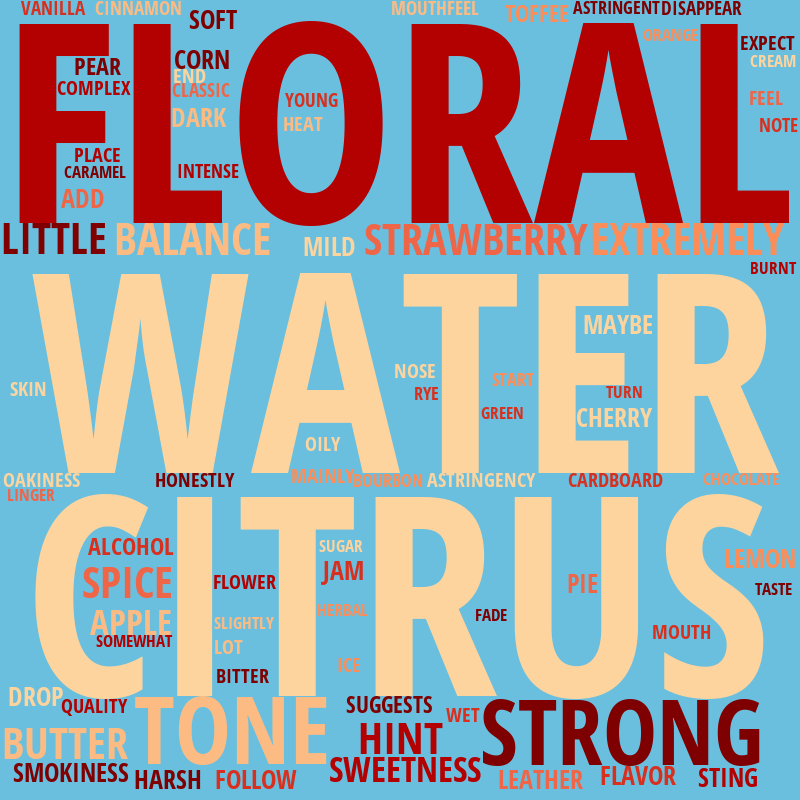 VANILLA CINNAMON SOFT MOUTHFEEL TOFFEE ASTRINGENT DISAPPEAR
ORANGE EXPECT
FLORAL
PEAR CORN CREAM
COMPLEX END CLASSIC YOUNG FEEL
DARK HEAT NOTE
PLACE
CARAMEL INTENSE
ADD
LITTLE BALANCE MILD STRAWBERRY EXTREMELY
BURNT
WATER
MAYBE
SKIN NOSE START
RYE TURN
GREEN CHERRY
OILY
OAKINESS HONESTLY MAINLY BOURBON ASTRINGENCY CARDBOARD CHOCOLATE
LINGER
CITRUS
ALCOHOL SUGAR LEMON
SPICE FLOWER JAM PIE TASTE
APPLE SLIGHTLY HERBAL FADE
SOMEWHAT LOT MOUTH
BITTER ICE
DROP QUALITY TONE SUGGESTS WET STRONG
BUTTER HINT
SMOKINESS HARSH FOLLOW SWEETNESS LEATHER FLAVOR STING